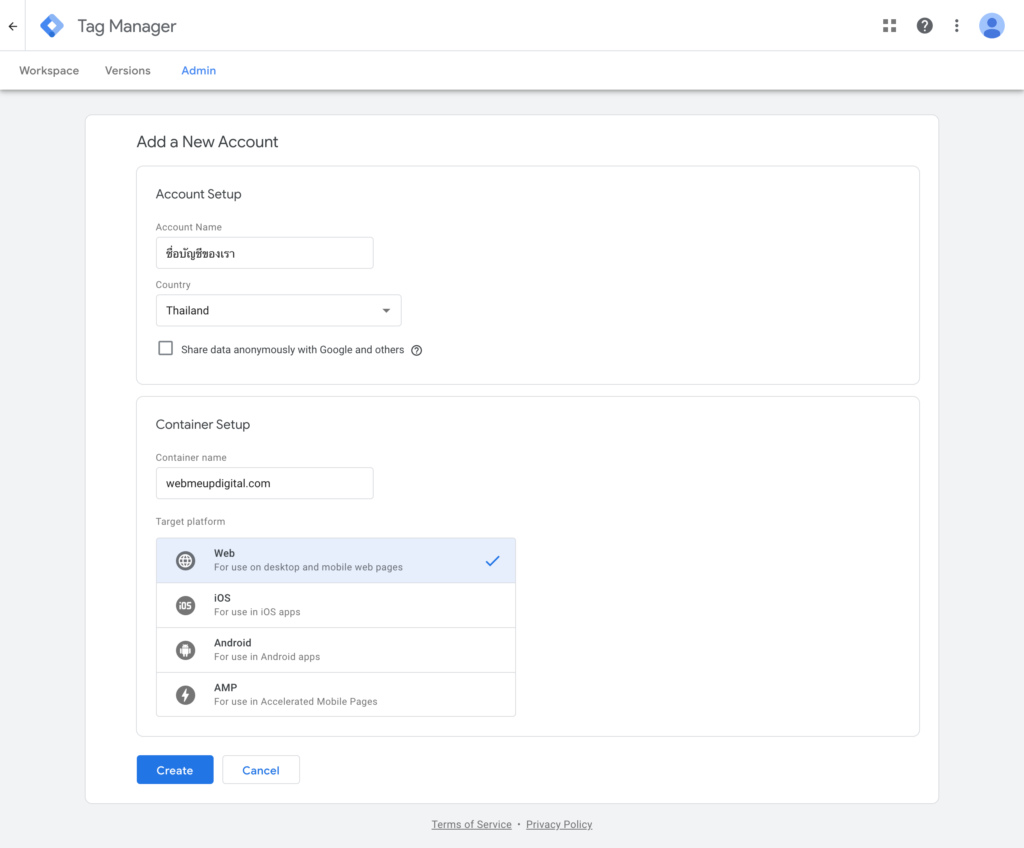 Tag Manager
Workspace Versions Admin
Add a New Account
Account Setup
Account Name
ชื่อบัญชีของเรา
Country
Thailand
Share data anonymously with Google and others
Container Setup
Container name
webmeupdigital.com
Target platform
Web
For use on desktop and mobile web pages
iOS
iOS
For use in iOS apps
Android
For use in Android apps
AMP
For use in Accelerated Mobile Pages
Create Cancel
Terms of Service • Privacy Policy